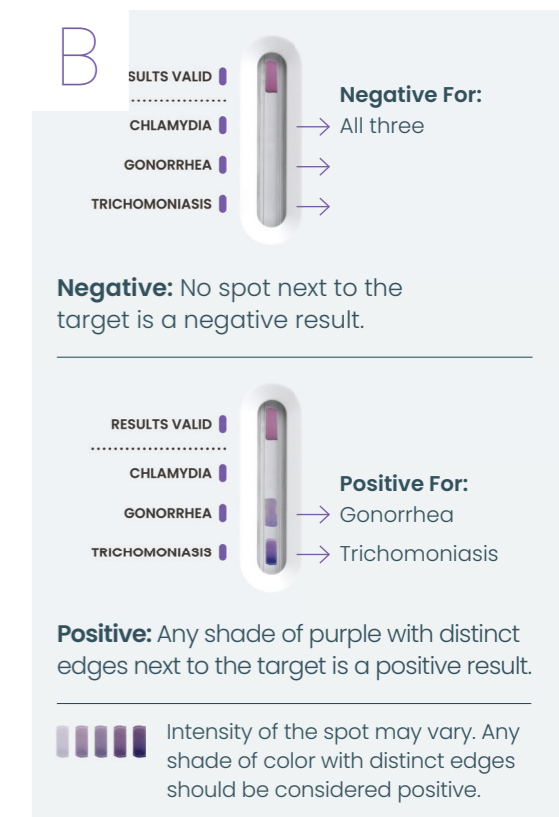 B
SULTS VALID
CHLAMYDIA
GONORRHEA
TRICHOMONIASIS
Negative For:
All three
Negative: No spot next to the
target is a negative result.
RESULTS VALID
CHLAMYDIA
GONORRHEA
TRICHOMONIASIS
Positive For:
Gonorrhea
Trichomoniasis
Positive: Any shade of purple with distinct
edges next to the target is a positive result.
Intensity of the spot may vary. Any
shade of color with distinct edges
should be considered positive.